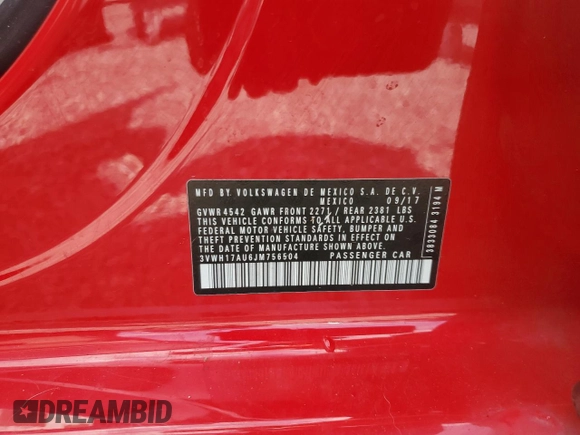 MFD.BY.VOLKSWAGEN DE MEXICO S.A. DE C.V.
MEXICO 09/17
GVWR 4542 GAWR FRONT 2271 / REAR 2381 LBS
THIS VEHICLE CONFORMS TO ALL APPLICABLE U.S.
FEDERAL MOTOR VEHICLE SAFETY, BUMPER AND
THEFT PREVENTION STANDARDS IN EFFECT ON
THE DATE OF MANUFACTURE SHOWN ABOVE.
3VWH17AU6JM756504 PASSENGER CAR
3833084 3194 M
DREAMBID